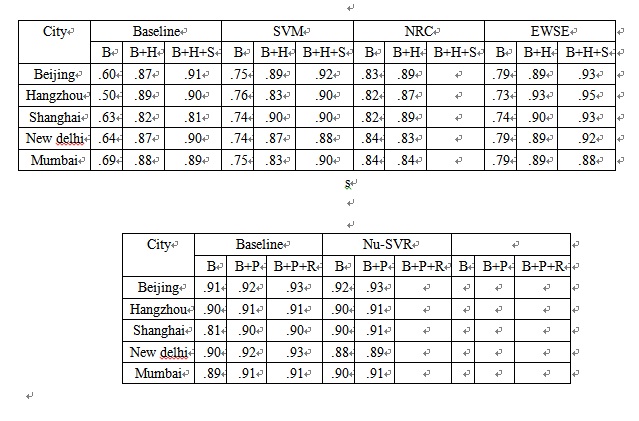 City Baseline SVM NRC EWSE
B B+H B+H+S B B+H B+H+S B B+H B+H+S B B+H B+H+S
Beijing .60 .87 .91 .75 .89 .92 .83 .89 .79 .89 .93
Hangzhou .50 .89 .90 .76 .83 .90 .82 .87 .73 .93 .95
Shanghai .63 .82 .81 .74 .90 .90 .82 .89 .74 .90 .93
New delhi .64 .87 .90 .74 .87 .88 .84 .83 .79 .89 .92
Mumbai .69 .88 .89 .75 .83 .90 .84 .84 .79 .89 .88
s
City Baseline Nu-SVR
B B+P B+P+R B B+P B+P+R B B+P B+P+R
Beijing .91 .92 .93 .92 .93
Hangzhou .90 .91 .91 .90 .91
Shanghai .81 .90 .90 .90 .91
New delhi .90 .92 .93 .88 .89
Mumbai .89 .91 .91 .90 .91